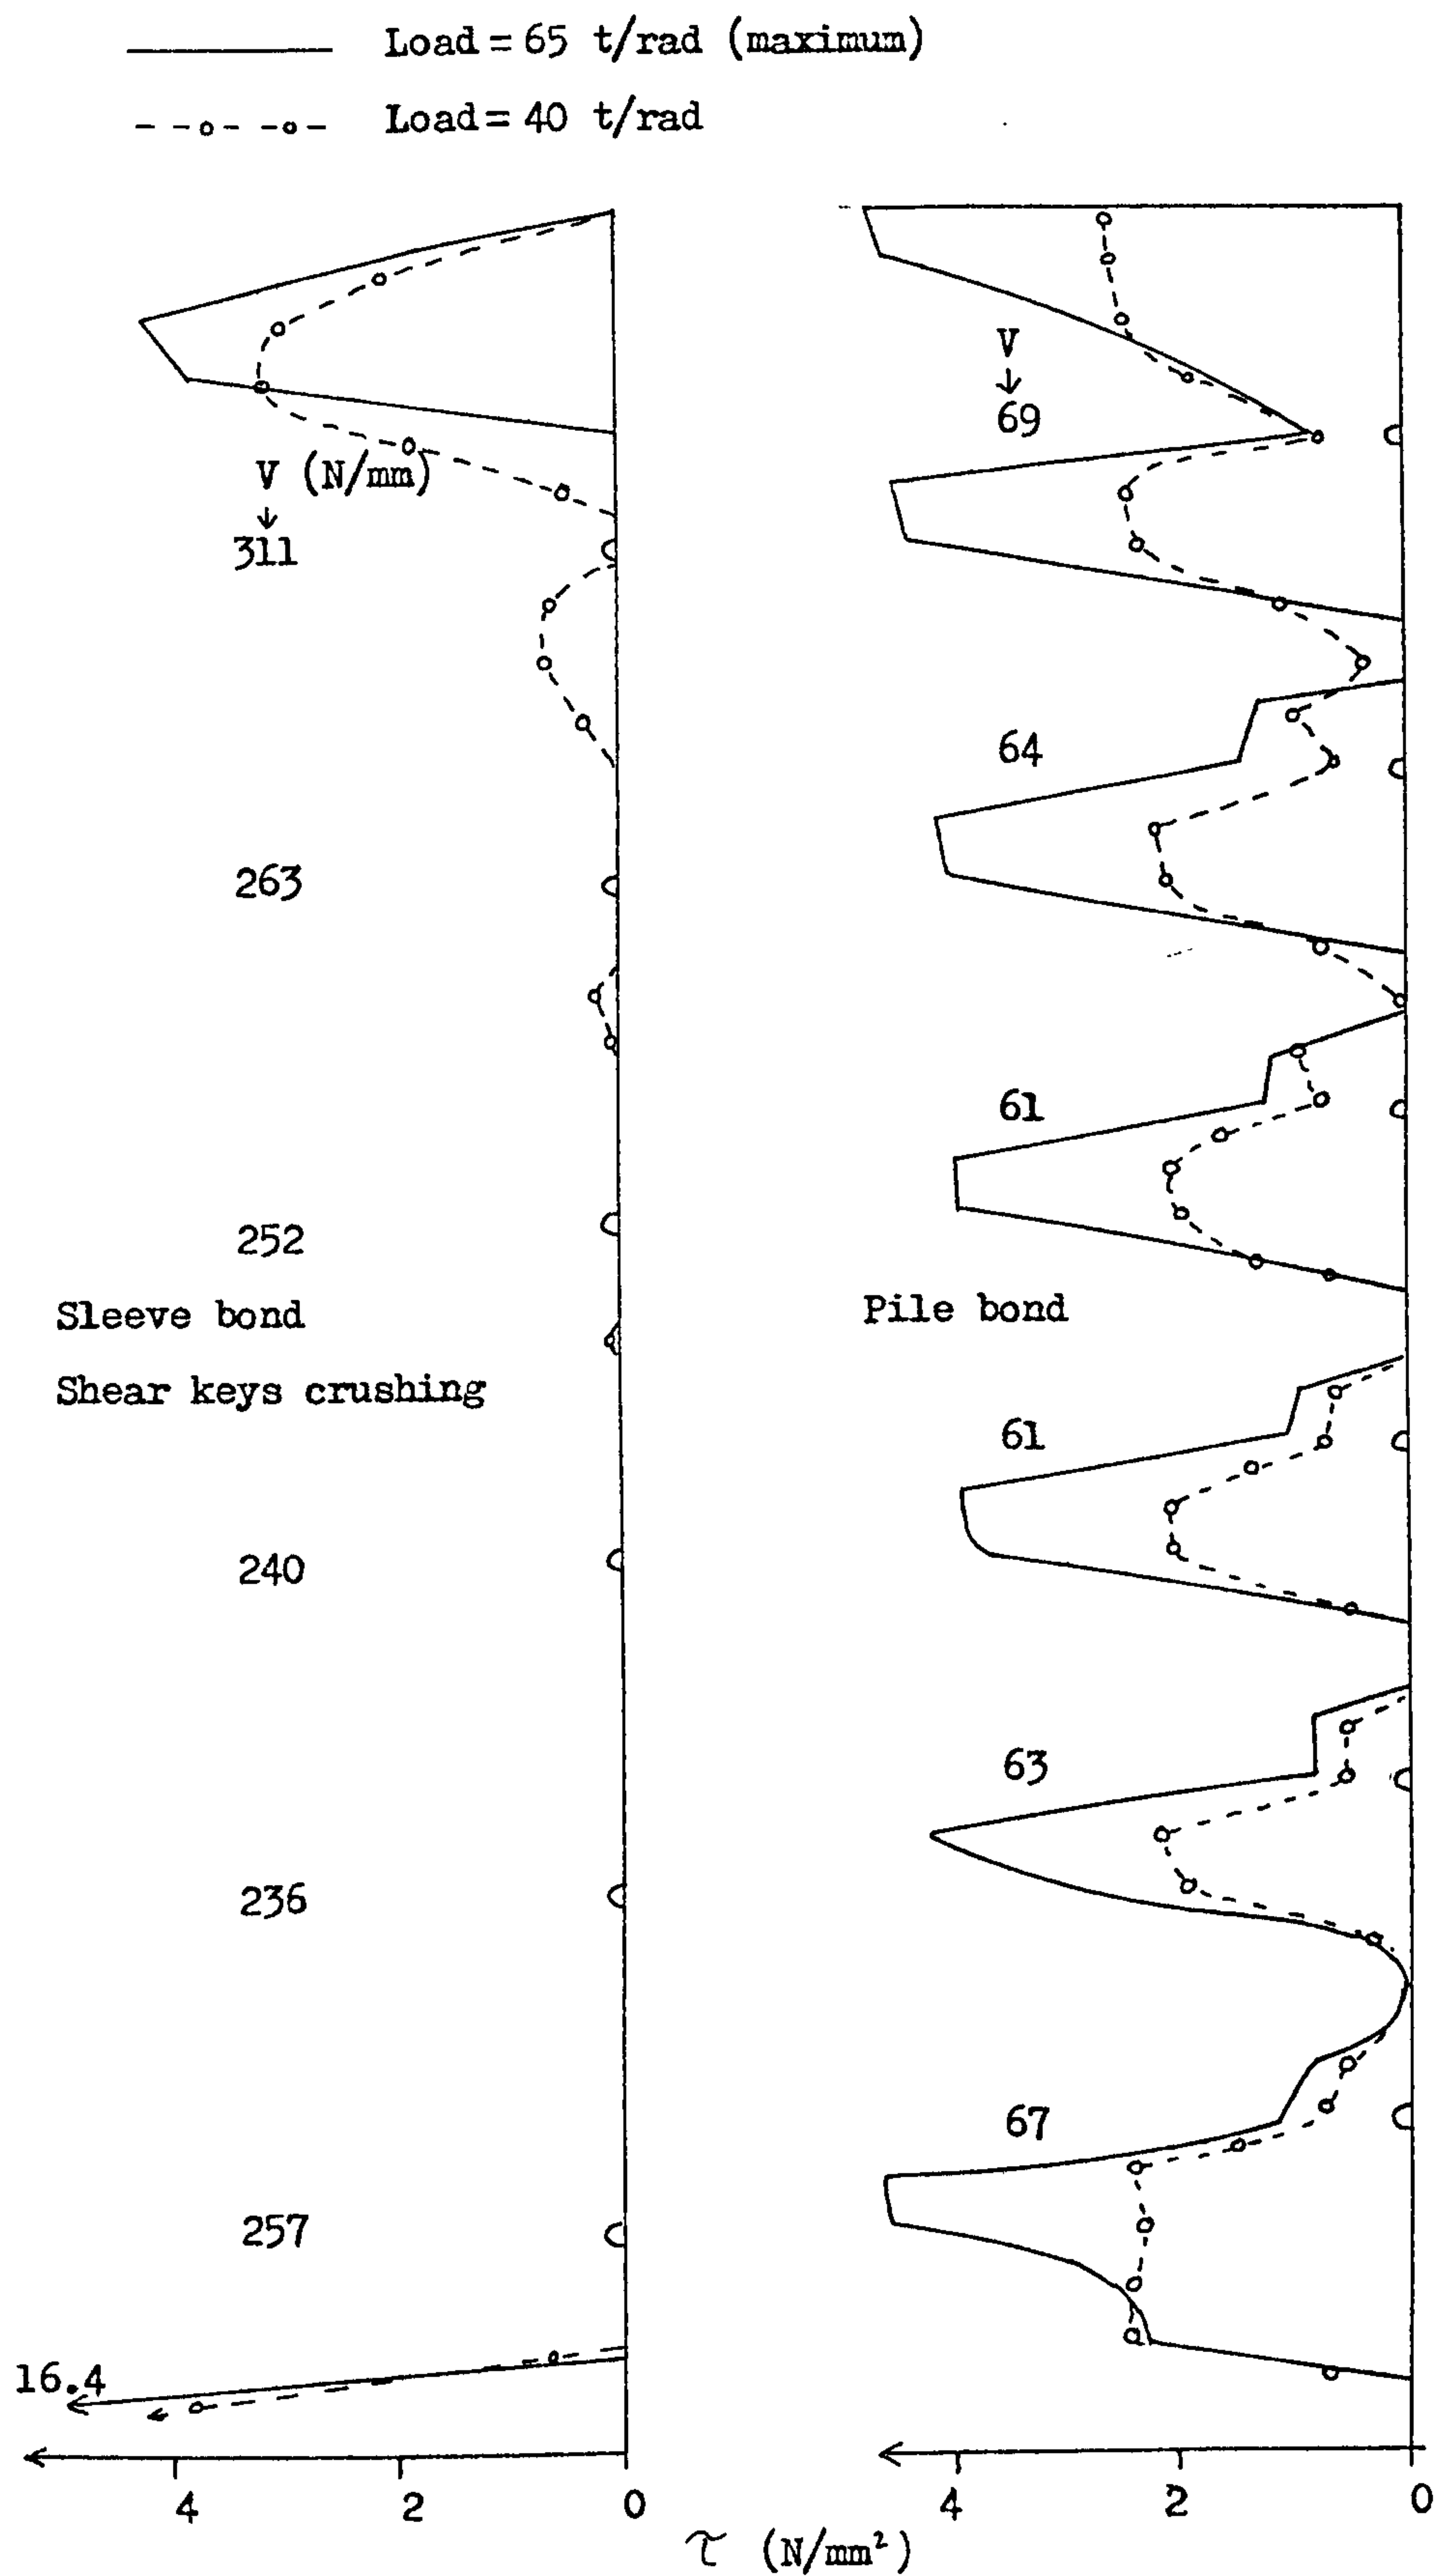 Load = 65 t/rad (maximum)
Load = 40 t/rad
V
69
V (N/mm)
311
64
263
61
252
Sleeve bond
Pile bond
Shear keys crushing
61
240
63
236
67
257
16.4
4 2 0
4 2 0
τ (N/mm²)